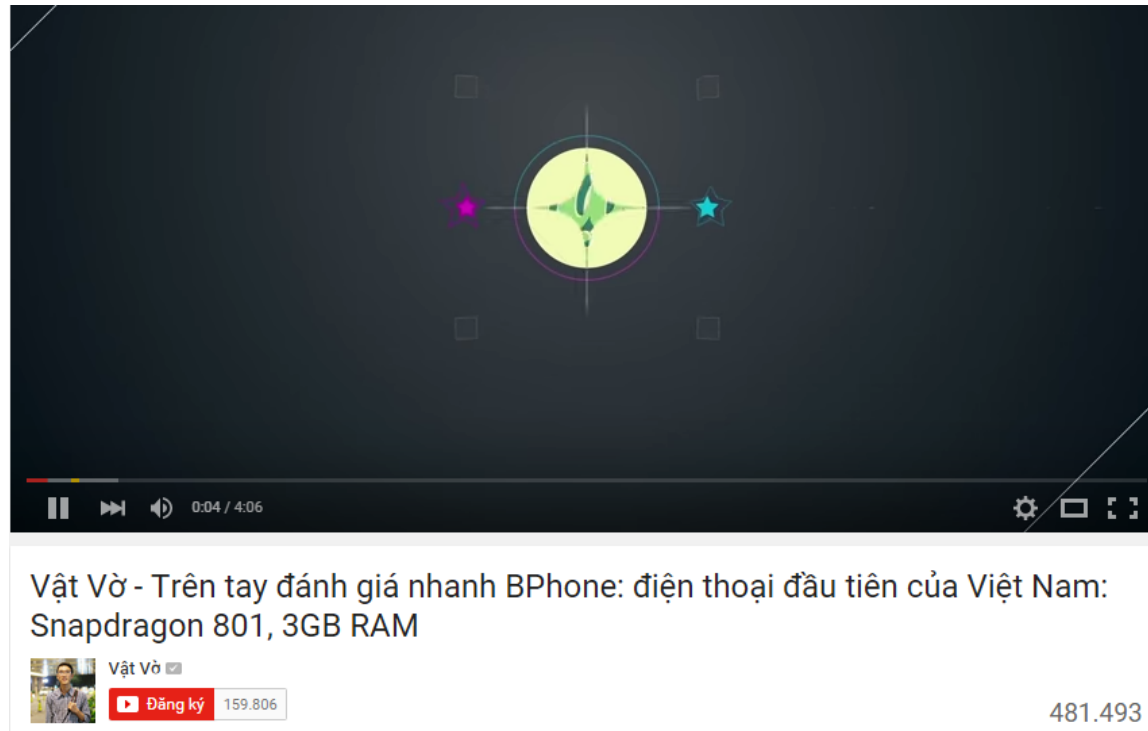 0:04 / 4:06
Vật Vờ - Trên tay đánh giá nhanh BPhone: điện thoại đầu tiên của Việt Nam:
Snapdragon 801, 3GB RAM
Vật Vờ
Đăng ký 159.806
481.493